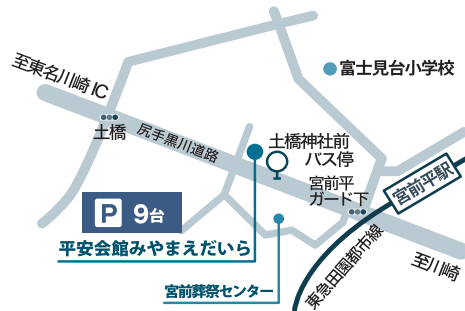 至東名川崎IC
富士見台小学校
土橋
尻手黒川道路
土橋神社前
バス停
宮前平
ガード下
宮前平駅
P 9台
平安会館みやまえだいら
至川崎
宮前葬祭センター
東急田園都市線